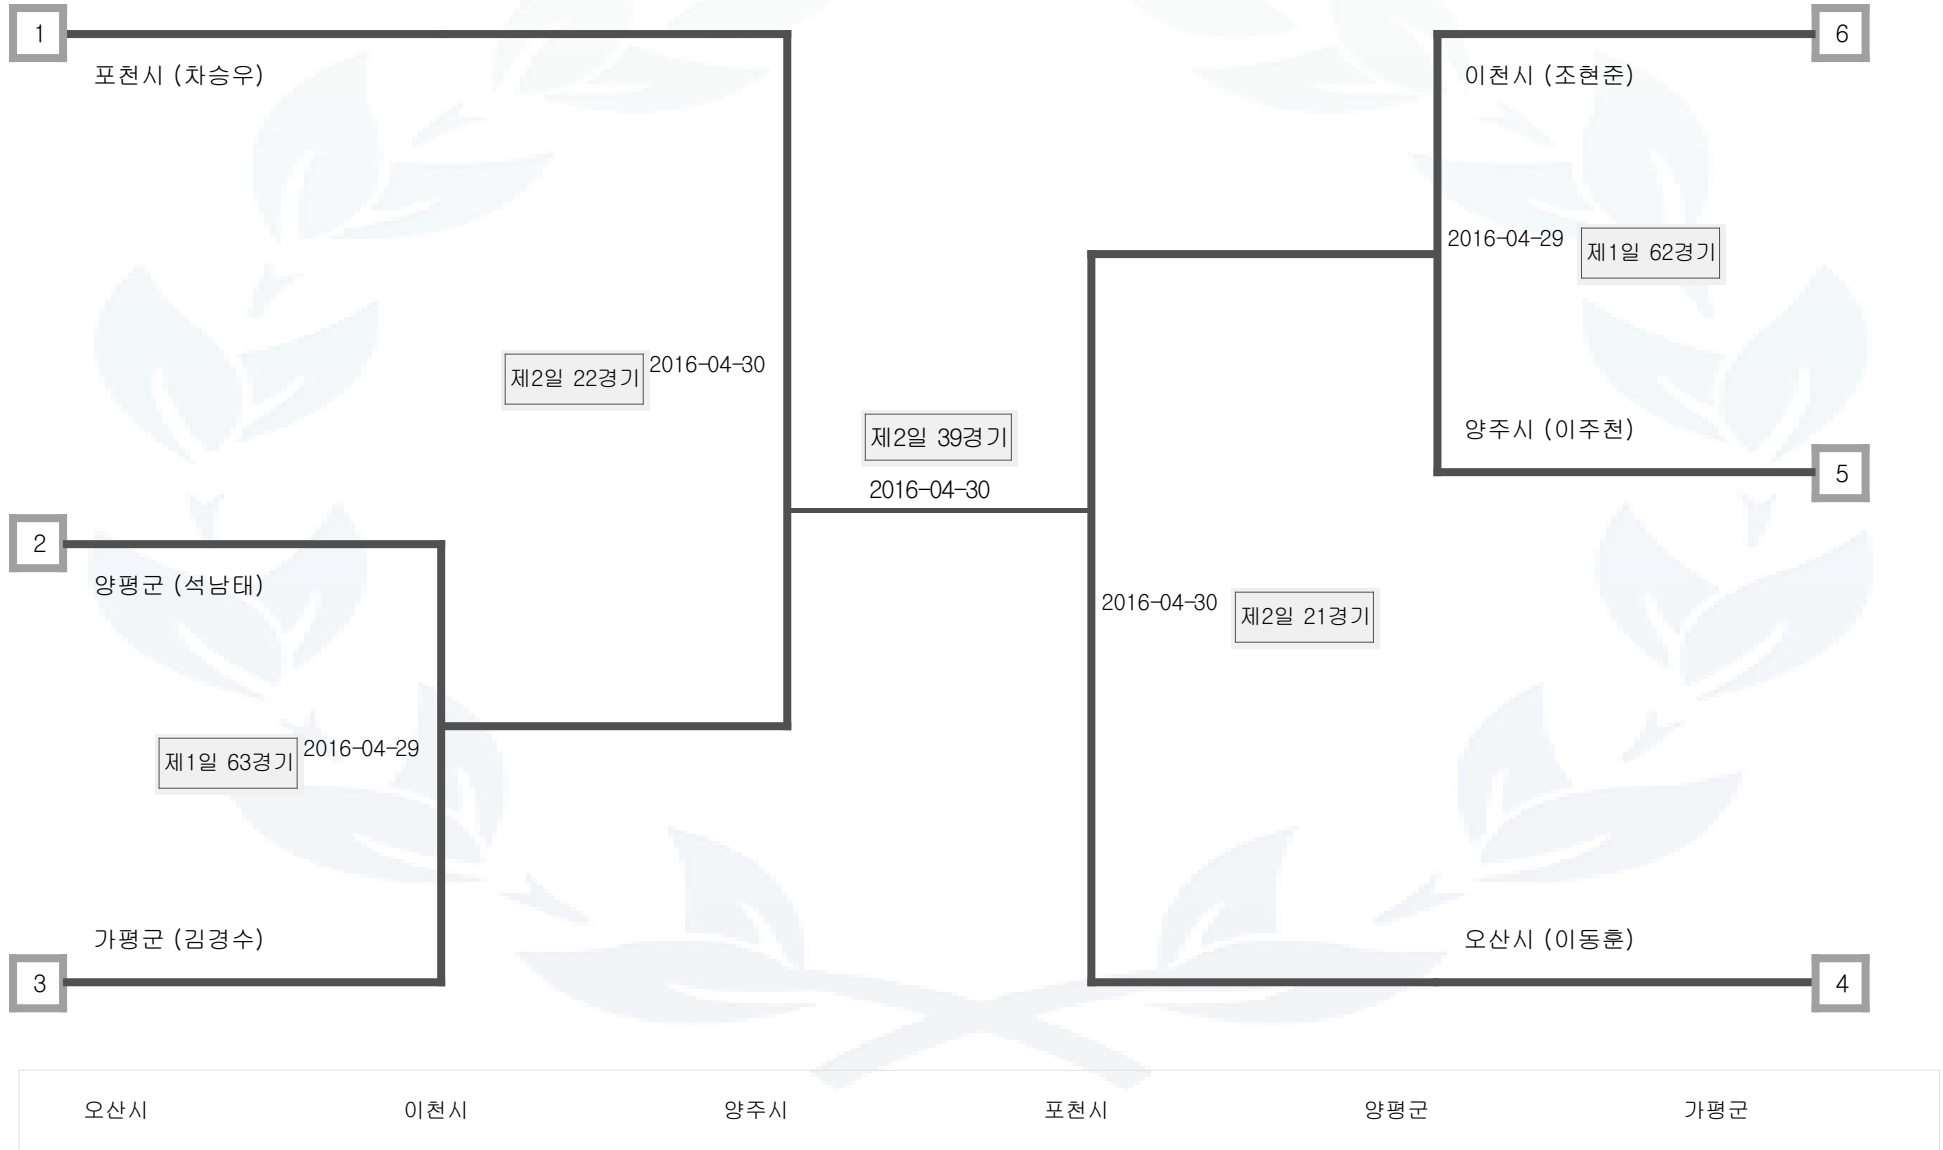 1
포천시 (차승우)
6
이천시 (조현준)
2016-04-29
제1일 62경기
제2일 22경기
2016-04-30
제2일 39경기
2016-04-30
양주시 (이주천)
5
2
양평군 (석남태)
2016-04-30
제2일 21경기
제1일 63경기
2016-04-29
가평군 (김경수)
3
오산시 (이동훈)
4
오산시 이천시 양주시 포천시 양평군 가평군